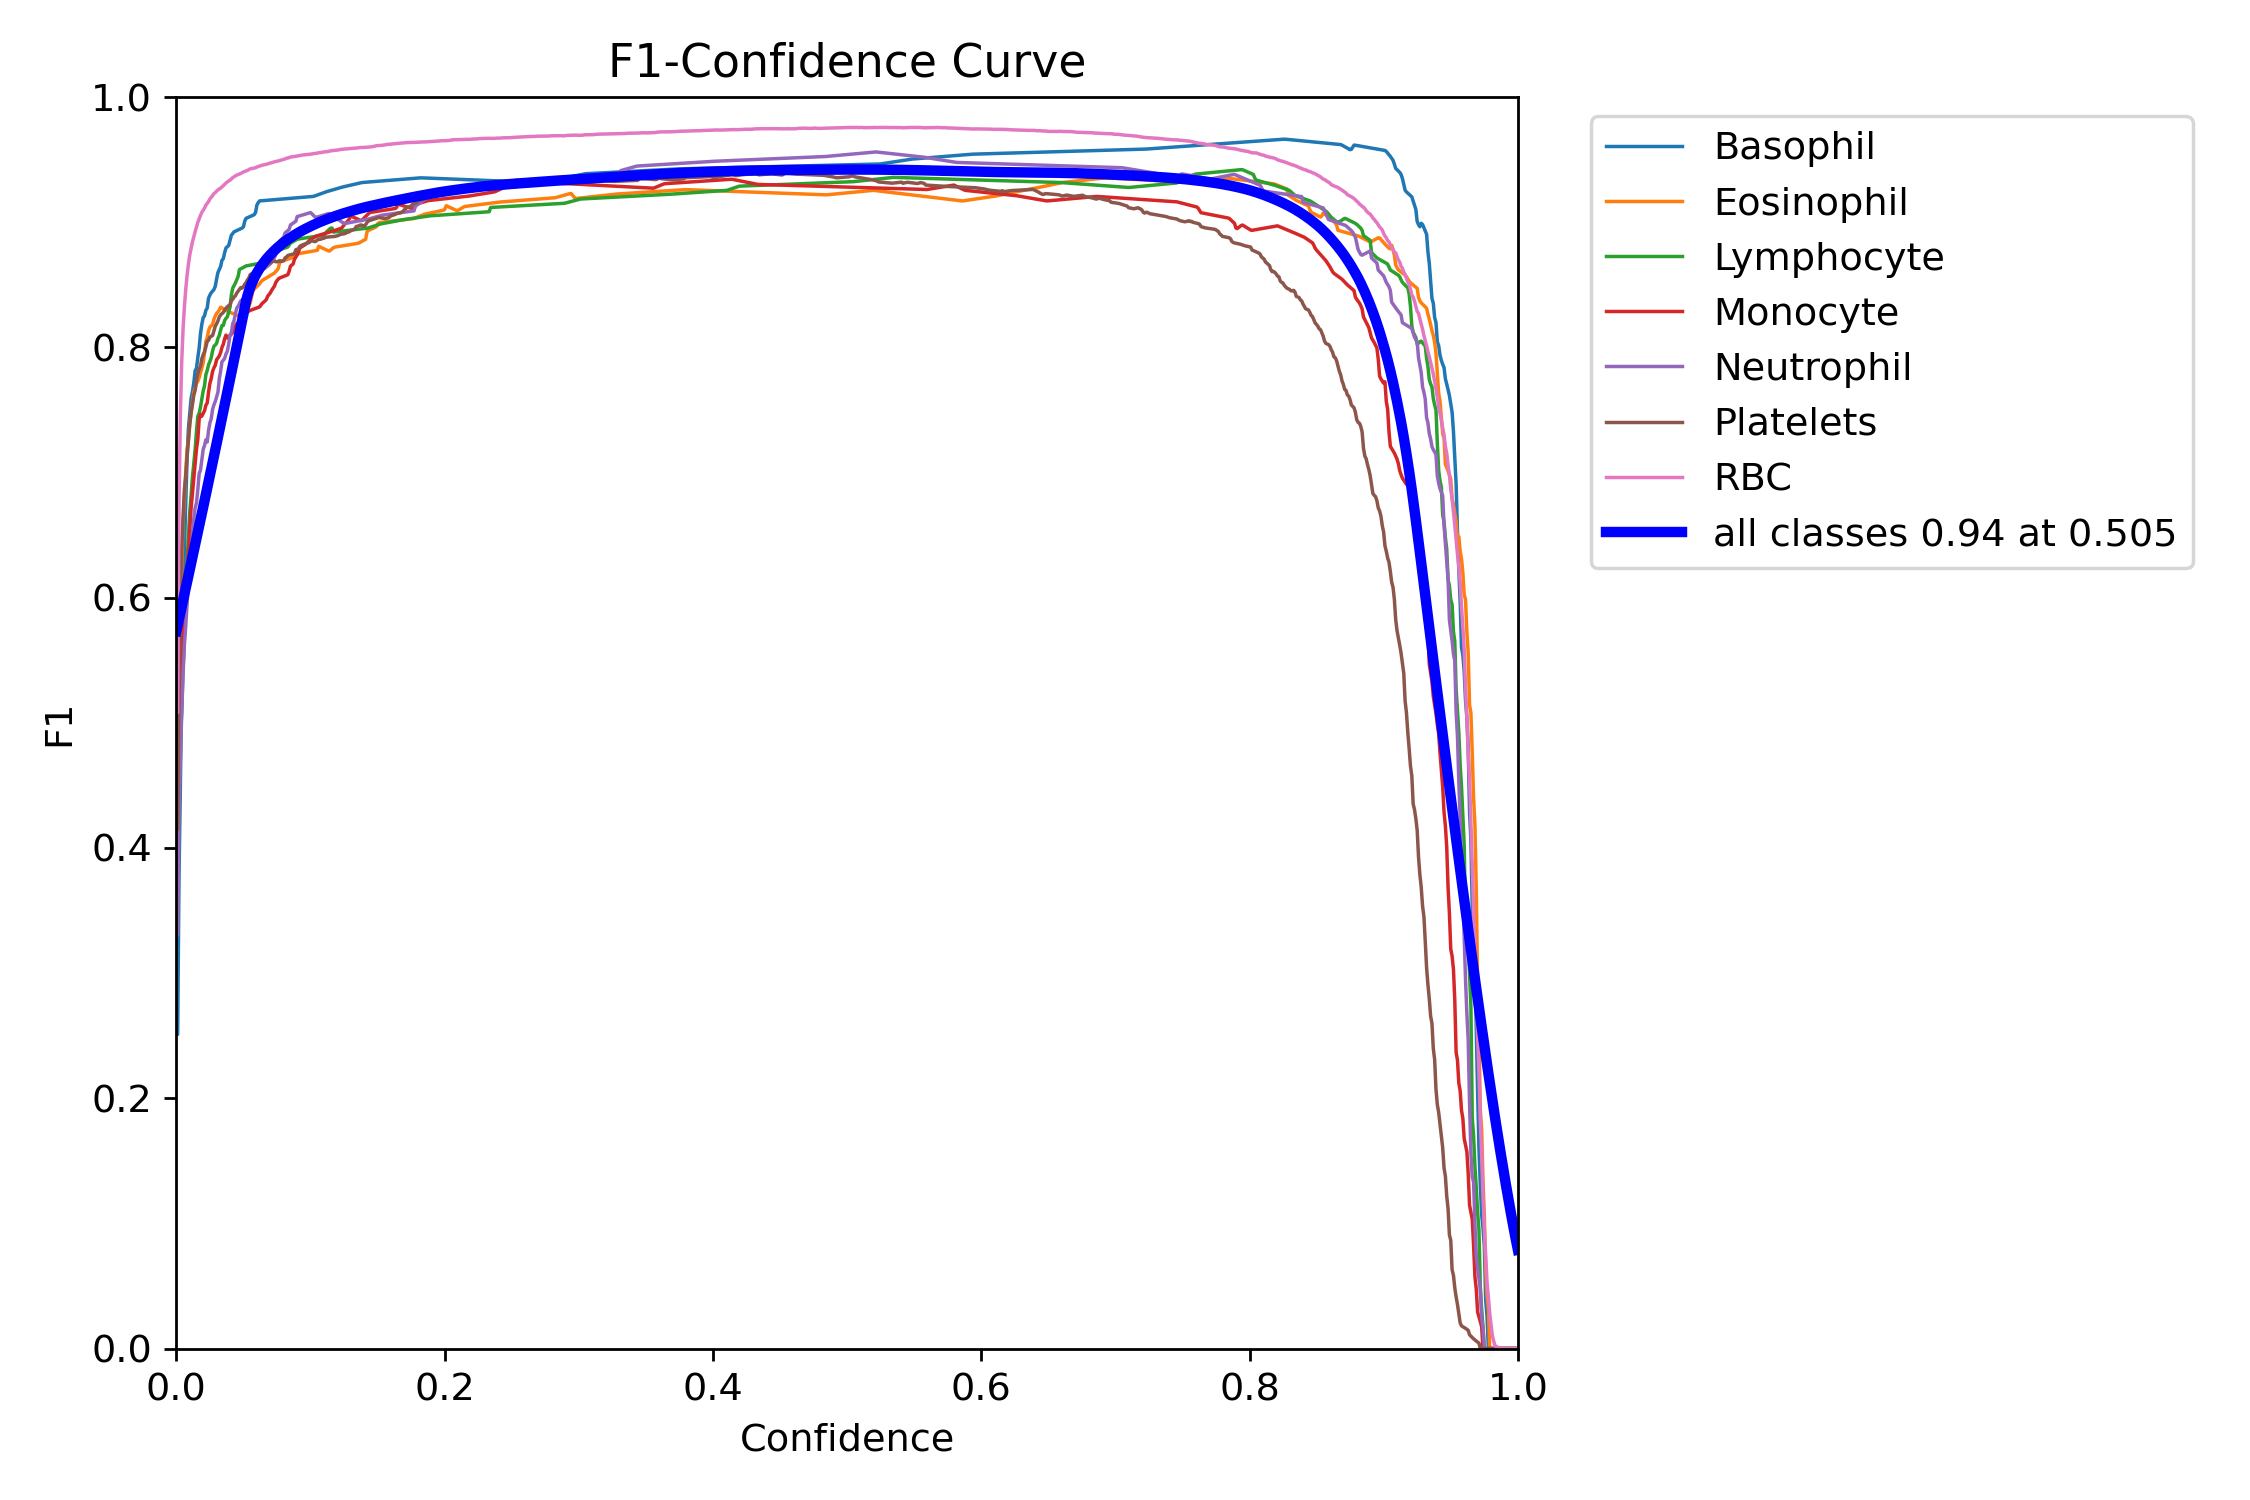 F1-Confidence Curve
1.0
0.8
0.6
0.4
0.2
0.0
F1
0.0 0.2 0.4 0.6 0.8 1.0
Confidence
Basophil
Eosinophil
Lymphocyte
Monocyte
Neutrophil
Platelets
RBC
all classes 0.94 at 0.505